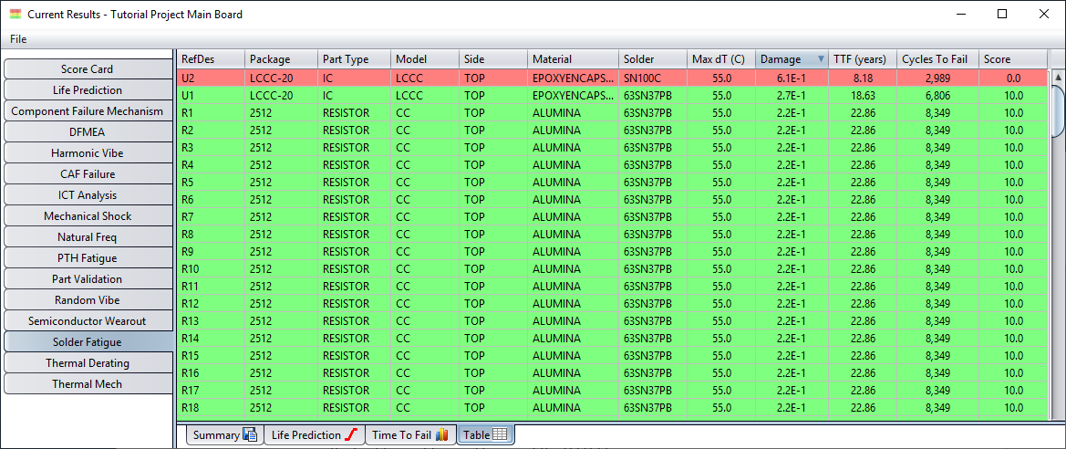 Current Results - Tutorial Project Main Board
File
Score Card
Life Prediction
Component Failure Mechanism
DFMEA
Harmonic Vibe
CAF Failure
ICT Analysis
Mechanical Shock
Natural Freq
PTH Fatigue
Part Validation
Random Vibe
Semiconductor Wearout
Solder Fatigue
Thermal Derating
Thermal Mech
RefDes Package Part Type Model Side Material Solder Max dT (C) Damage TTF (years) Cycles To Fail Score
U2 LCCC-20 IC LCCC TOP EPOXYENCAPS... SN100C 55.0 6.1E-1 8.18 2,989 0.0
U1 LCCC-20 IC LCCC TOP EPOXYENCAPS... 63SN37PB 55.0 2.7E-1 18.63 6,806 10.0
R1 2512 RESISTOR CC TOP ALUMINA 63SN37PB 55.0 2.2E-1 22.86 8,349 10.0
R2 2512 RESISTOR CC TOP ALUMINA 63SN37PB 55.0 2.2E-1 22.86 8,349 10.0
R3 2512 RESISTOR CC TOP ALUMINA 63SN37PB 55.0 2.2E-1 22.86 8,349 10.0
R4 2512 RESISTOR CC TOP ALUMINA 63SN37PB 55.0 2.2E-1 22.86 8,349 10.0
R5 2512 RESISTOR CC TOP ALUMINA 63SN37PB 55.0 2.2E-1 22.86 8,349 10.0
R6 2512 RESISTOR CC TOP ALUMINA 63SN37PB 55.0 2.2E-1 22.86 8,349 10.0
R7 2512 RESISTOR CC TOP ALUMINA 63SN37PB 55.0 2.2E-1 22.86 8,349 10.0
R8 2512 RESISTOR CC TOP ALUMINA 63SN37PB 55.0 2.2E-1 22.86 8,349 10.0
R9 2512 RESISTOR CC TOP ALUMINA 63SN37PB 55.0 2.2E-1 22.86 8,349 10.0
R10 2512 RESISTOR CC TOP ALUMINA 63SN37PB 55.0 2.2E-1 22.86 8,349 10.0
R11 2512 RESISTOR CC TOP ALUMINA 63SN37PB 55.0 2.2E-1 22.86 8,349 10.0
R12 2512 RESISTOR CC TOP ALUMINA 63SN37PB 55.0 2.2E-1 22.86 8,349 10.0
R13 2512 RESISTOR CC TOP ALUMINA 63SN37PB 55.0 2.2E-1 22.86 8,349 10.0
R14 2512 RESISTOR CC TOP ALUMINA 63SN37PB 55.0 2.2E-1 22.86 8,349 10.0
R15 2512 RESISTOR CC TOP ALUMINA 63SN37PB 55.0 2.2E-1 22.86 8,349 10.0
R16 2512 RESISTOR CC TOP ALUMINA 63SN37PB 55.0 2.2E-1 22.86 8,349 10.0
R17 2512 RESISTOR CC TOP ALUMINA 63SN37PB 55.0 2.2E-1 22.86 8,349 10.0
R18 2512 RESISTOR CC TOP ALUMINA 63SN37PB 55.0 2.2E-1 22.86 8,349 10.0
Summary Life Prediction Time To Fail Table